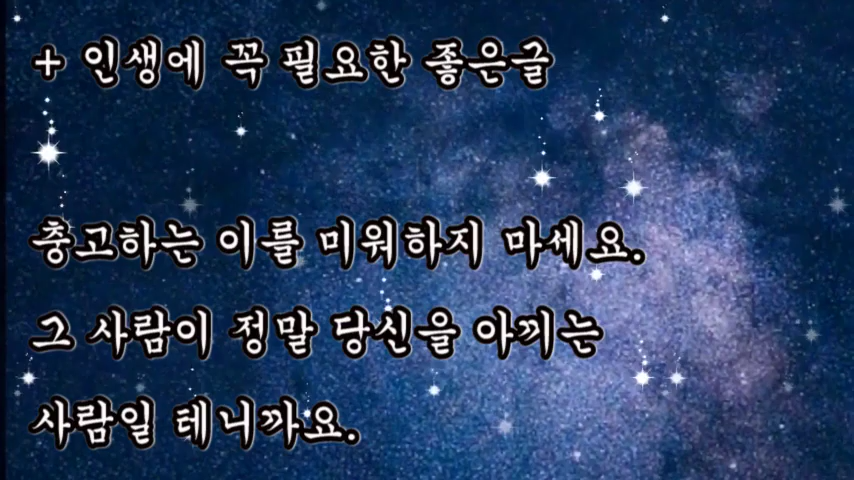 + 인생에 꼭 필요한 좋은글
충고하는 이를 미워하지 마세요.
그 사람이 정말 당신을 아끼는
사람일 테니까요.